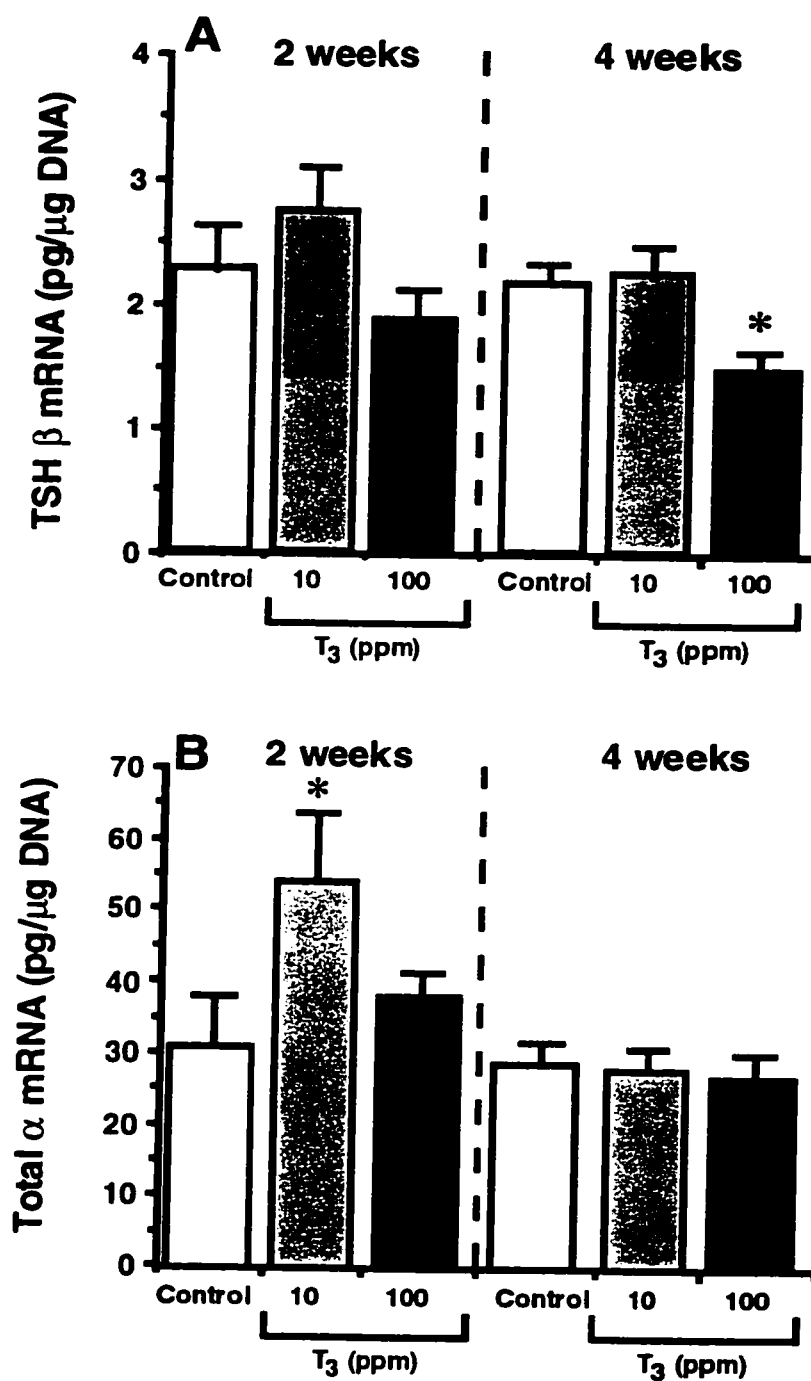 A
2 weeks
4 weeks
TSH β mRNA (pg/μg DNA)
4
3
2
1
0
*
Control 10 100 Control 10 100
T3 (ppm) T3 (ppm)
B
2 weeks
4 weeks
Total α mRNA (pg/μg DNA)
70
60
50
40
30
20
10
0
*
Control 10 100 Control 10 100
T3 (ppm) T3 (ppm)